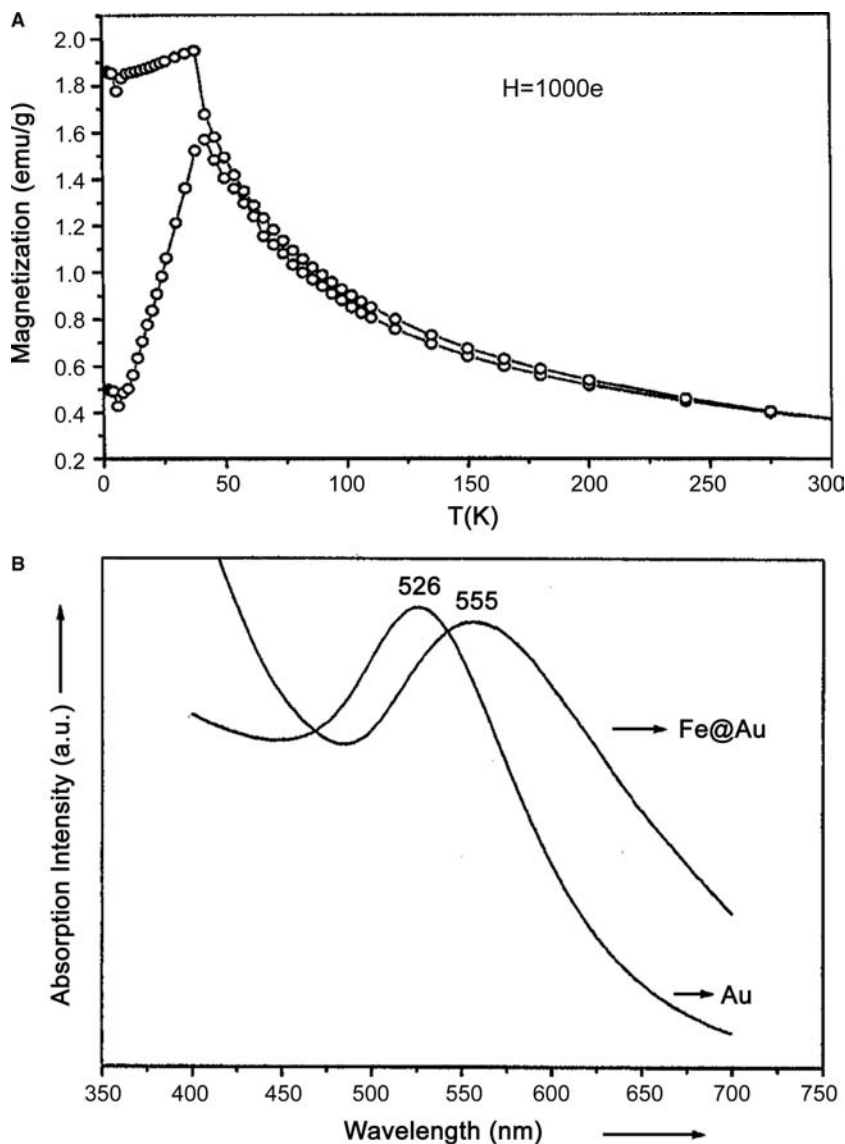 A
Magnetization (emu/g)
2.0
1.8
1.6
1.4
1.2
1.0
0.8
0.6
0.4
0.2
H=1000e
0 50 100 150 200 250 300
T(K)
B
Absorption Intensity (a.u.)
526
555
Fe@Au
Au
350 400 450 500 550 600 650 700 750
Wavelength (nm)